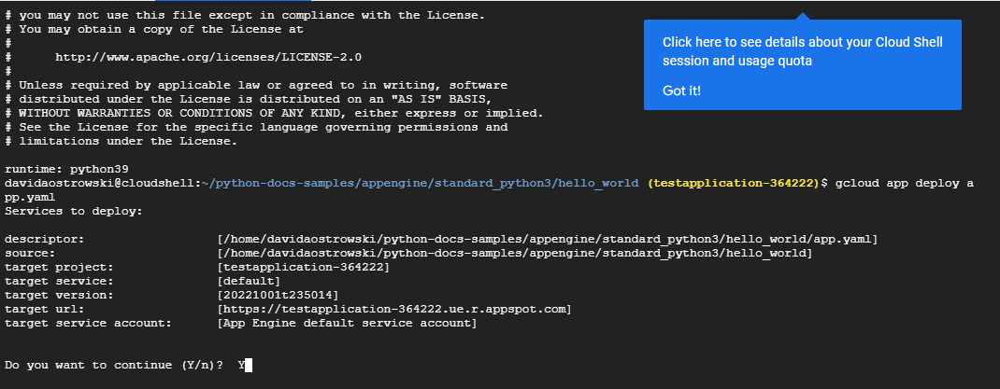 # you may not use this file except in compliance with the License.
# You may obtain a copy of the License at
#
#      http://www.apache.org/licenses/LICENSE-2.0
#
# Unless required by applicable law or agreed to in writing, software
# distributed under the License is distributed on an "AS IS" BASIS,
# WITHOUT WARRANTIES OR CONDITIONS OF ANY KIND, either express or implied.
# See the License for the specific language governing permissions and
# limitations under the License.
Click here to see details about your Cloud Shell
session and usage quota
Got it!
runtime: python39
davidaostrowski@cloudshell:~/python-docs-samples/appengine/standard_python3/hello_world (testapplication-364222)$ gcloud app deploy a
pp.yaml
Services to deploy:
descriptor:                  [/home/davidaostrowski/python-docs-samples/appengine/standard_python3/hello_world/app.yaml]
source:                      [/home/davidaostrowski/python-docs-samples/appengine/standard_python3/hello_world]
target project:              [testapplication-364222]
target service:              [default]
target version:              [20221001t235014]
target url:                  [https://testapplication-364222.ue.r.appspot.com]
target service account:      [App Engine default service account]
Do you want to continue (Y/n)?  Y